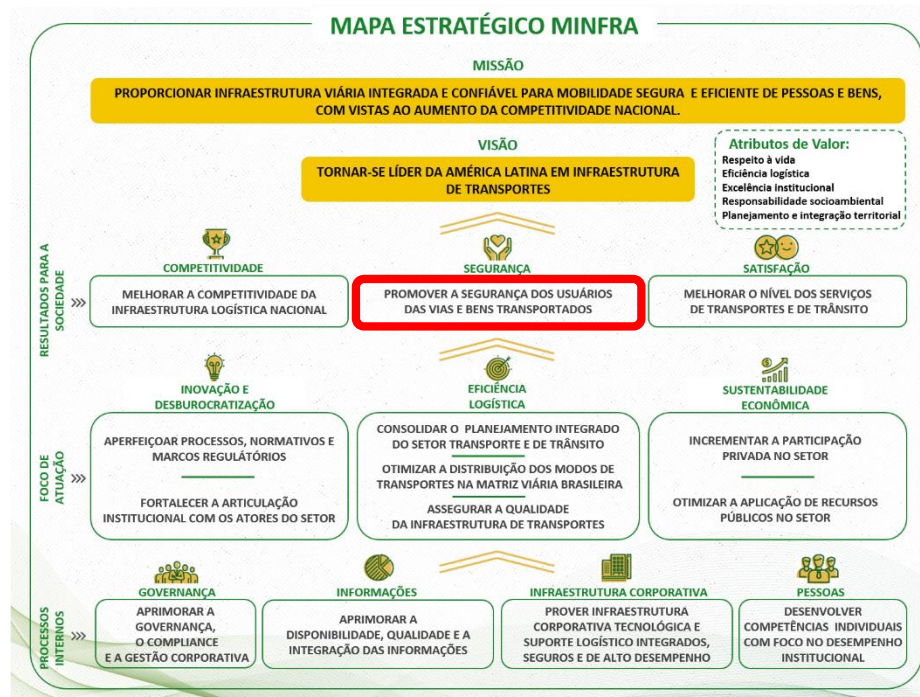 MAPA ESTRATÉGICO MINFRA
MISSÃO
PROPORCIONAR INFRAESTRUTURA VIÁRIA INTEGRADA E CONFIÁVEL PARA MOBILIDADE SEGURA E EFICIENTE DE PESSOAS E BENS,
COM VISTAS AO AUMENTO DA COMPETITIVIDADE NACIONAL.
VISÃO
TORNAR-SE LÍDER DA AMÉRICA LATINA EM INFRAESTRUTURA
DE TRANSPORTES
Atributos de Valor:
Respeito à vida
Eficiência logística
Excelência institucional
Responsabilidade socioambiental
Planejamento e integração territorial
RESULTADOS PARA A
SOCIEDADE
COMPETITIVIDADE
MELHORAR A COMPETITIVIDADE DA
INFRAESTRUTURA LOGÍSTICA NACIONAL
SEGURANÇA
PROMOVER A SEGURANÇA DOS USUÁRIOS
DAS VIAS E BENS TRANSPORTADOS
SATISFAÇÃO
MELHORAR O NÍVEL DOS SERVIÇOS
DE TRANSPORTES E DE TRÂNSITO
FOCO DE
ATUAÇÃO
INOVAÇÃO E
DESBUROCRATIZAÇÃO
APERFEIÇOAR PROCESSOS, NORMATIVOS E
MARCOS REGULATÓRIOS
FORTALECER A ARTICULAÇÃO
INSTITUCIONAL COM OS ATORES DO SETOR
EFICIÊNCIA
LOGÍSTICA
CONSOLIDAR O PLANEJAMENTO INTEGRADO
DO SETOR TRANSPORTE E DE TRÂNSITO
OTIMIZAR A DISTRIBUIÇÃO DOS MODOS DE
TRANSPORTES NA MATRIZ VIÁRIA BRASILEIRA
ASSEGURAR A QUALIDADE
DA INFRAESTRUTURA DE TRANSPORTES
SUSTENTABILIDADE
ECONÔMICA
INCREMENTAR A PARTICIPAÇÃO
PRIVADA NO SETOR
OTIMIZAR A APLICAÇÃO DE RECURSOS
PÚBLICOS NO SETOR
PROCESSOS
INTERNOS
GOVERNANÇA
APRIMORAR A
GOVERNANÇA,
O COMPLIANCE
E A GESTÃO CORPORATIVA
INFORMAÇÕES
APRIMORAR A
DISPONIBILIDADE, QUALIDADE E A
INTEGRAÇÃO DAS INFORMAÇÕES
INFRAESTRUTURA CORPORATIVA
PROVER INFRAESTRUTURA
CORPORATIVA TECNOLÓGICA E
SUPORTE LOGÍSTICO INTEGRADOS,
SEGUROS E DE ALTO DESEMPENHO
PESSOAS
DESENVOLVER
COMPETÊNCIAS INDIVIDUAIS
COM FOCO NO DESEMPENHO
INSTITUCIONAL